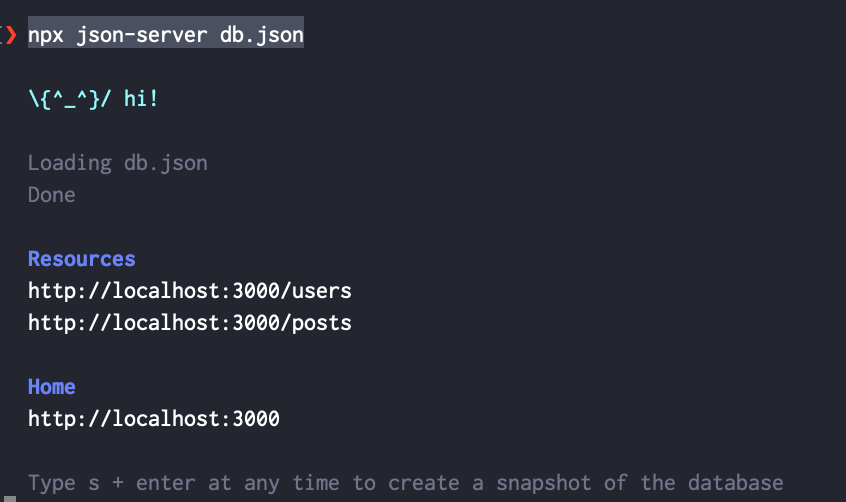 ❯ npx json-server db.json
\{^_^}/ hi!
Loading db.json
Done
Resources
http://localhost:3000/users
http://localhost:3000/posts
Home
http://localhost:3000
Type s + enter at any time to create a snapshot of the database